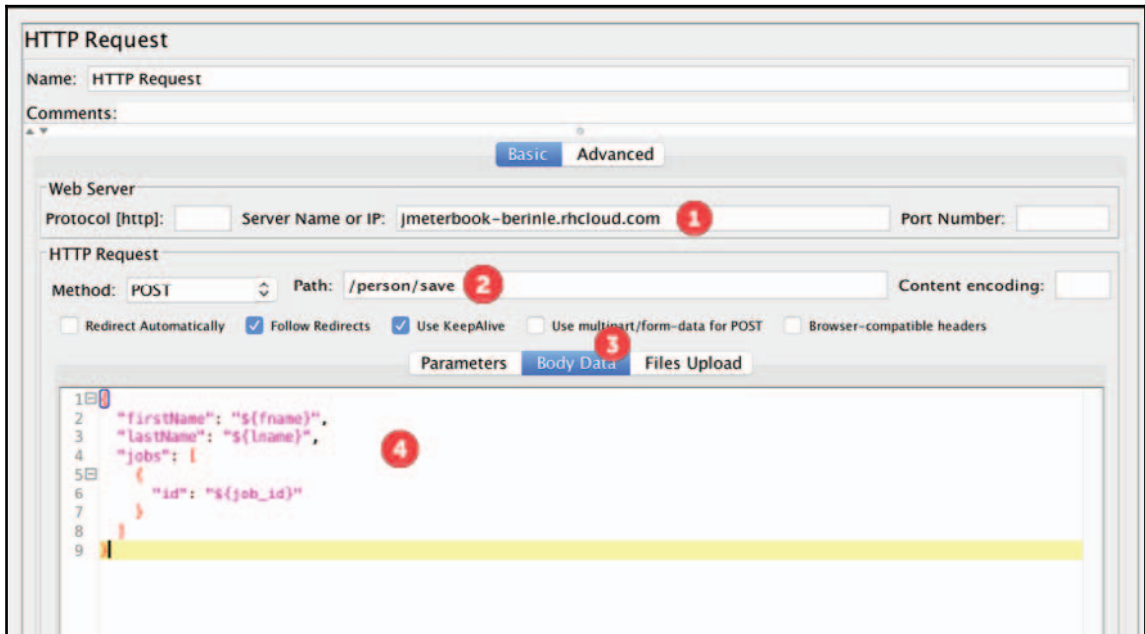 HTTP Request
Name: HTTP Request
Comments:
Basic Advanced
Web Server
Protocol [http]: Server Name or IP: jmeterbook-berinle.rhcloud.com 1 Port Number:
HTTP Request
Method: POST Path: /person/save 2 Content encoding:
Redirect Automatically Follow Redirects Use KeepAlive Use multipart/form-data for POST Browser-compatible headers
3
Parameters Body Data Files Upload
1 {
2 "firstName": "${fname}",
3 "lastName": "${lname}",
4 "jobs": [ 4
5 {
6 "id": "${job_id}"
7 }
8 ]
9 }